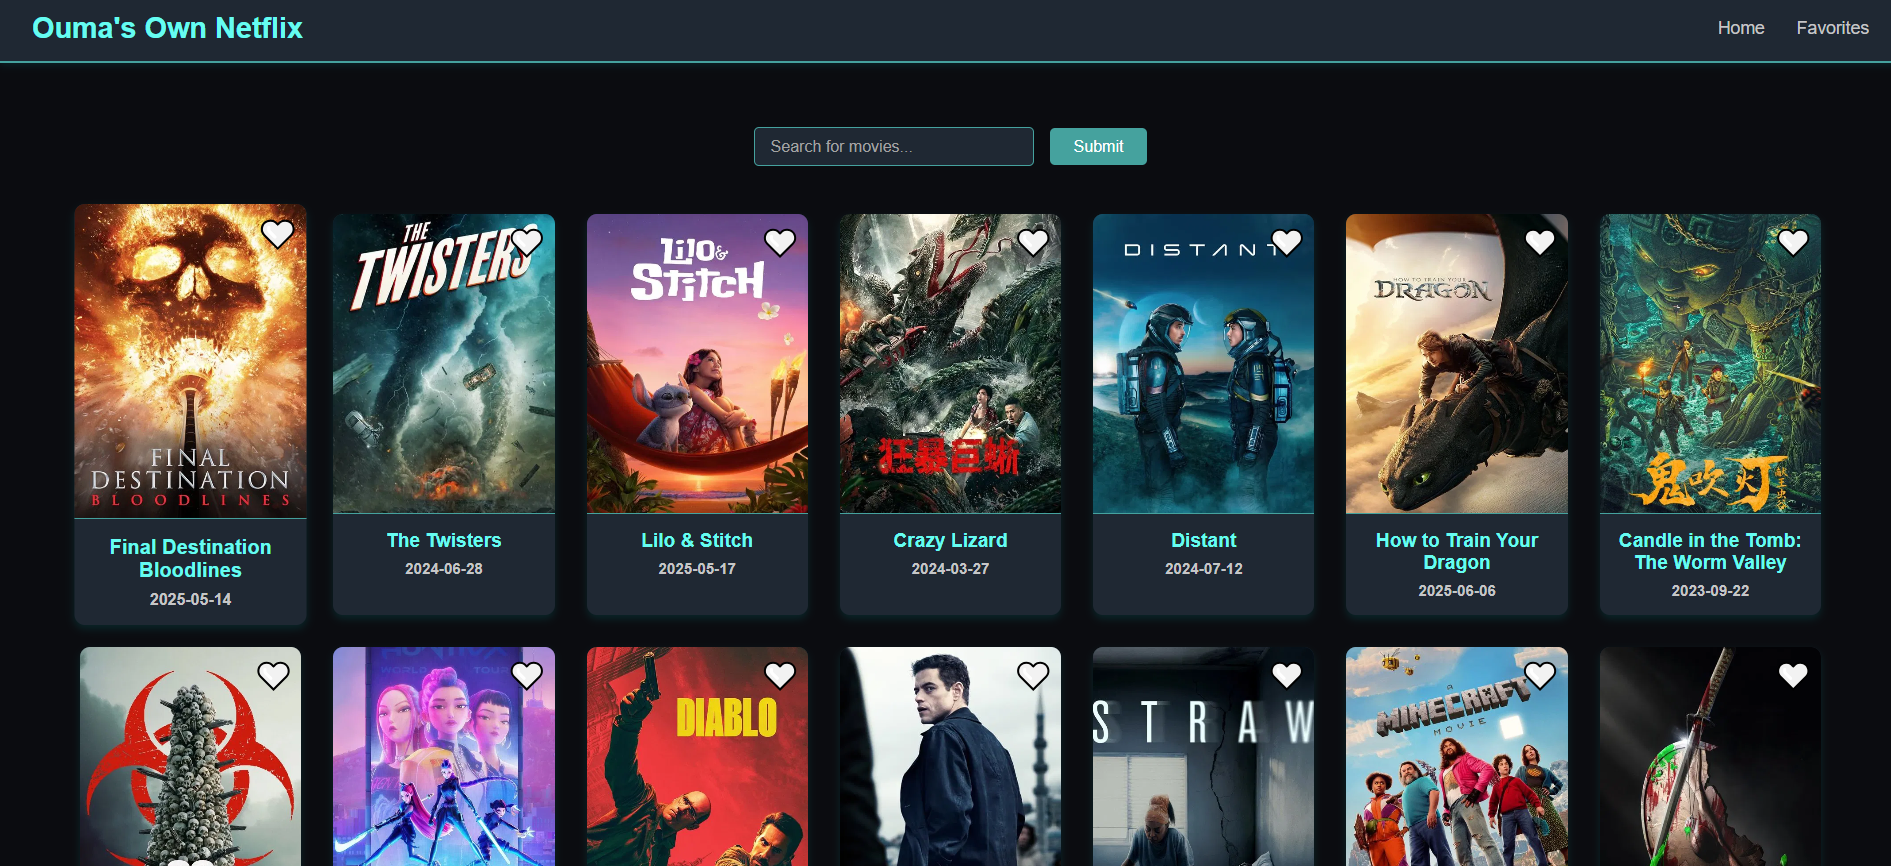 Ouma's Own Netflix
Home
Favorites
Search for movies...
Submit
FINAL
DESTINATION
BLOODLINES
THE
TWISTERS
Lilo &
Stitch
狂暴巨蜥
DISTANT
HOW TO TRAIN YOUR
DRAGON
鬼吹灯
Final Destination
Bloodlines
2025-05-14
The Twisters
2024-06-28
Lilo & Stitch
2025-05-17
Crazy Lizard
2024-03-27
Distant
2024-07-12
How to Train Your
Dragon
2025-06-06
Candle in the Tomb:
The Worm Valley
2023-09-22
WORLD TOUR
DIABLO
STRAW
A
MINECRAFT
MOVIE